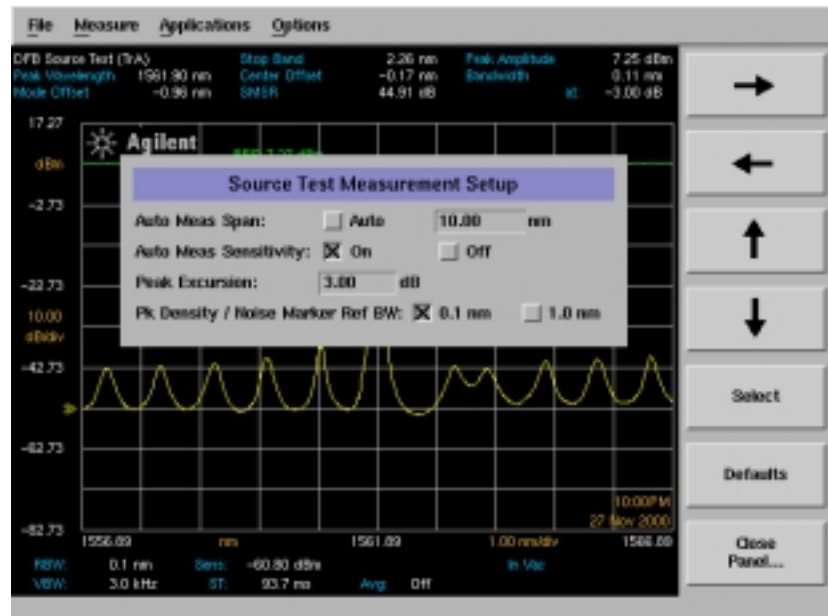 File Measure Applications Options
DFB Source Test (TrA) Stop Band 2.26 nm Peak Amplitude 7.25 dBm
Peak Wavelength 1561.90 nm Center Offset -0.17 nm Bandwidth 0.11 nm
Mode Offset -0.96 nm SMSR 44.91 dB at: -3.00 dB
17.27
Agilent
dBm
Source Test Measurement Setup
-2.73
Auto Meas Span: Auto 10.00 nm
Auto Meas Sensitivity: On Off
-22.73
Peak Excursion: 3.00 dB
10.00
Pk Density / Noise Marker Ref BW: 0.1 nm 1.0 nm
dB/div
-42.73
-62.73
10:00PM
27 Nov 2000
-82.73
1556.89 nm 1561.89 1.00 nm/div 1566.89
RBW: 0.1 nm Sens: -60.80 dBm In Vac
VBW: 3.0 kHz ST: 93.7 ms Avg: Off
Select
Defaults
Close
Panel...